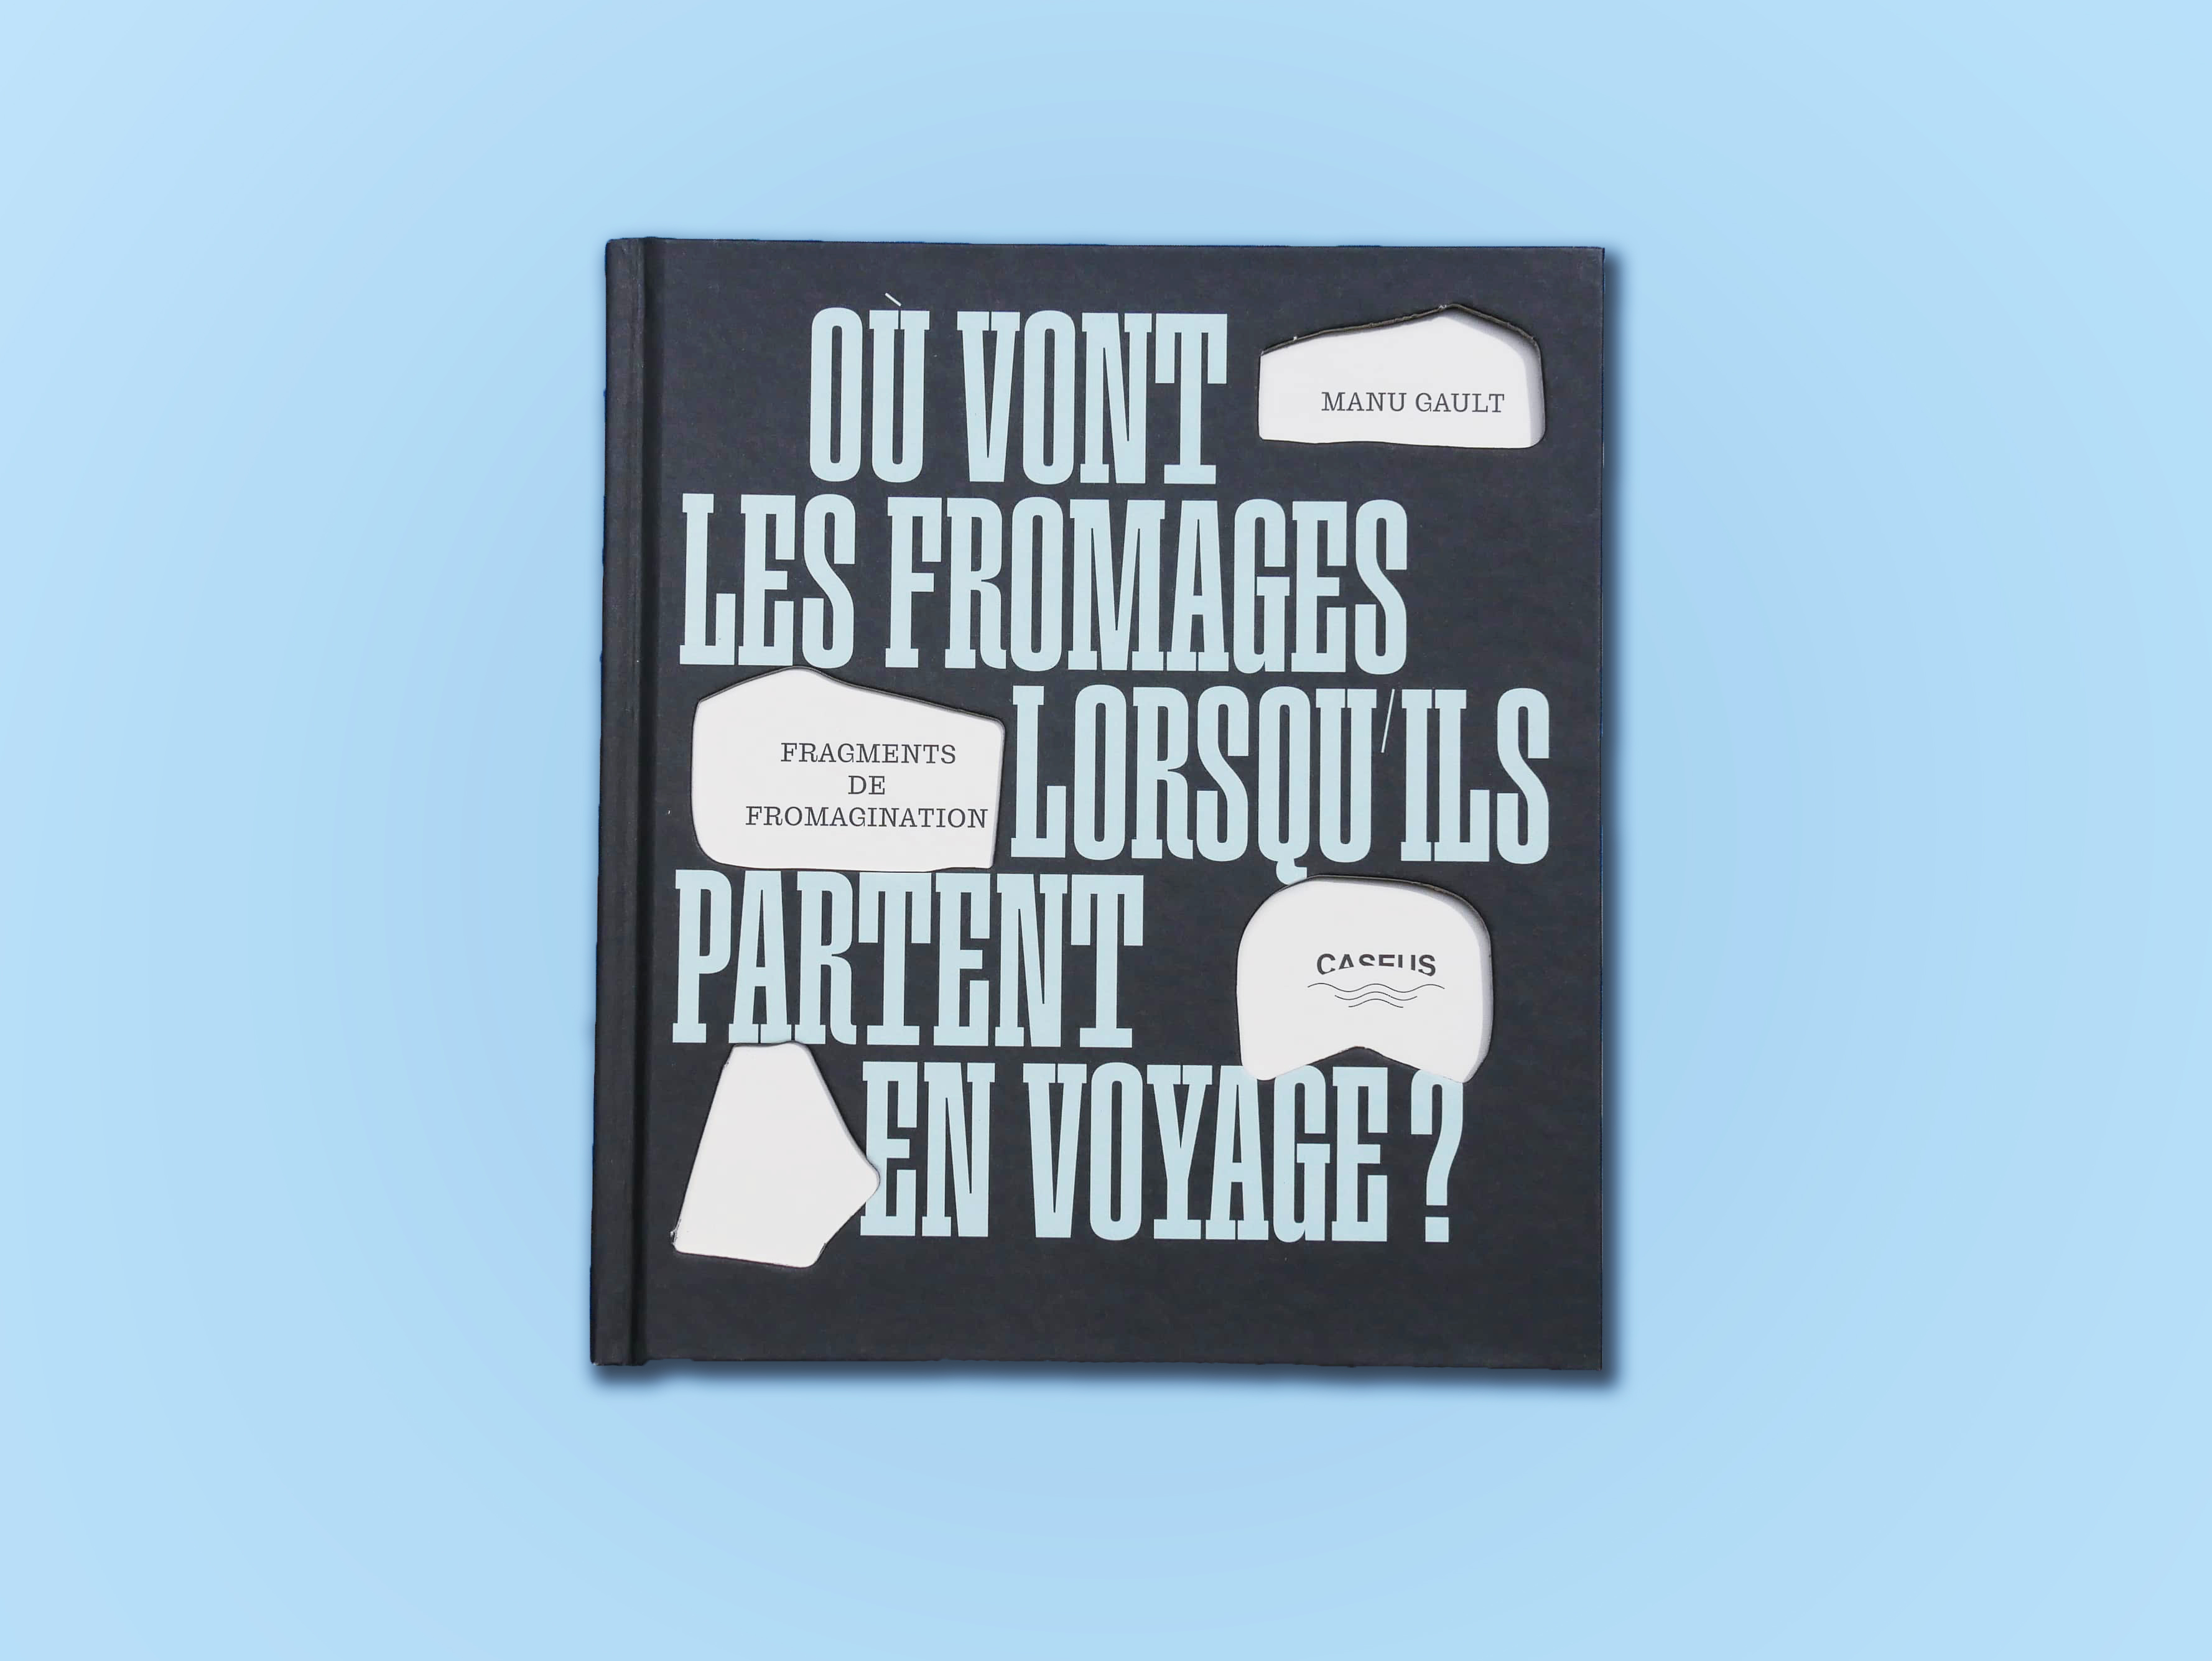 OÙ VONT
MANU GAULT
LES FROMAGES
LORSQU'ILS
FRAGMENTS
DE
FROMAGINATION
PARTENT
CASEUS
EN VOYAGE ?